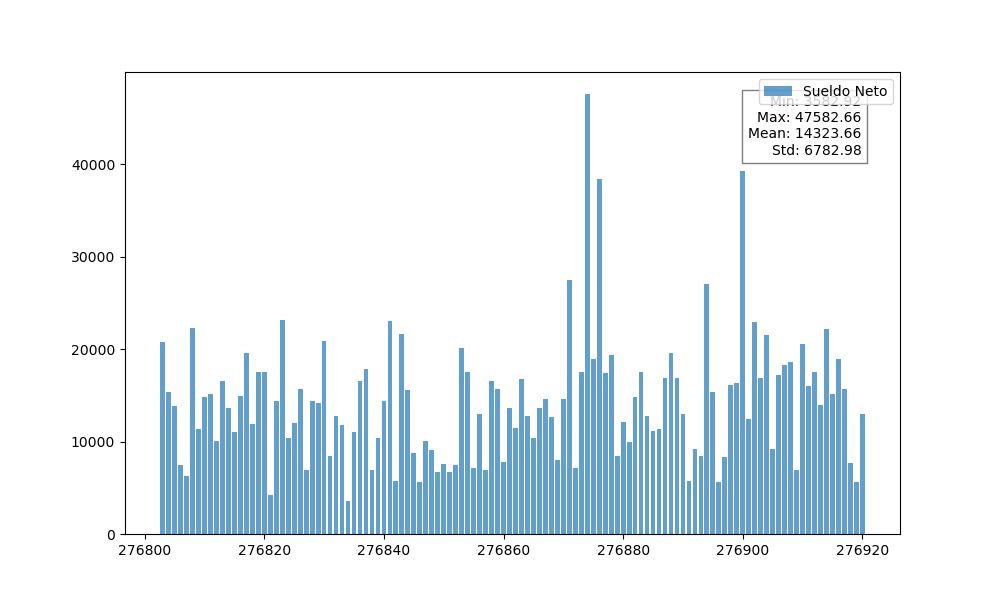 Sueldo Neto
Min: 3582.92
Max: 47582.66
Mean: 14323.66
Std: 6782.98
40000
30000
20000
10000
0
276800 276820 276840 276860 276880 276900 276920